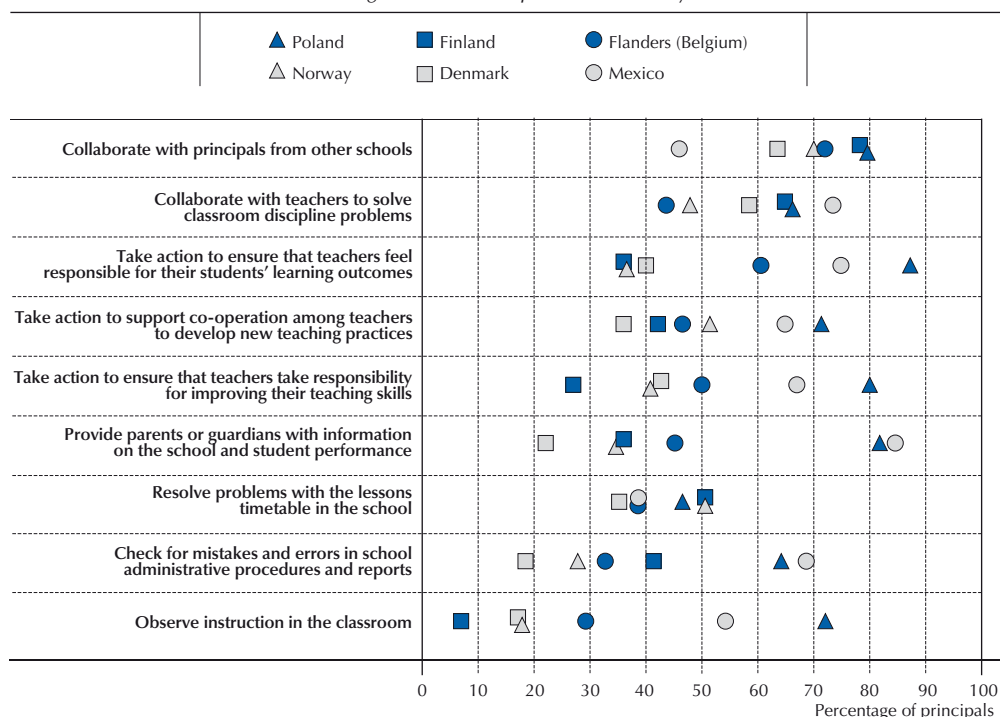 Poland
Finland
Flanders (Belgium)
Norway
Denmark
Mexico
Collaborate with principals from other schools
Collaborate with teachers to solve
classroom discipline problems
Take action to ensure that teachers feel
responsible for their students’ learning outcomes
Take action to support co-operation among teachers
to develop new teaching practices
Take action to ensure that teachers take responsibility
for improving their teaching skills
Provide parents or guardians with information
on the school and student performance
Resolve problems with the lessons
timetable in the school
Check for mistakes and errors in school
administrative procedures and reports
Observe instruction in the classroom
0 10 20 30 40 50 60 70 80 90 100
Percentage of principals